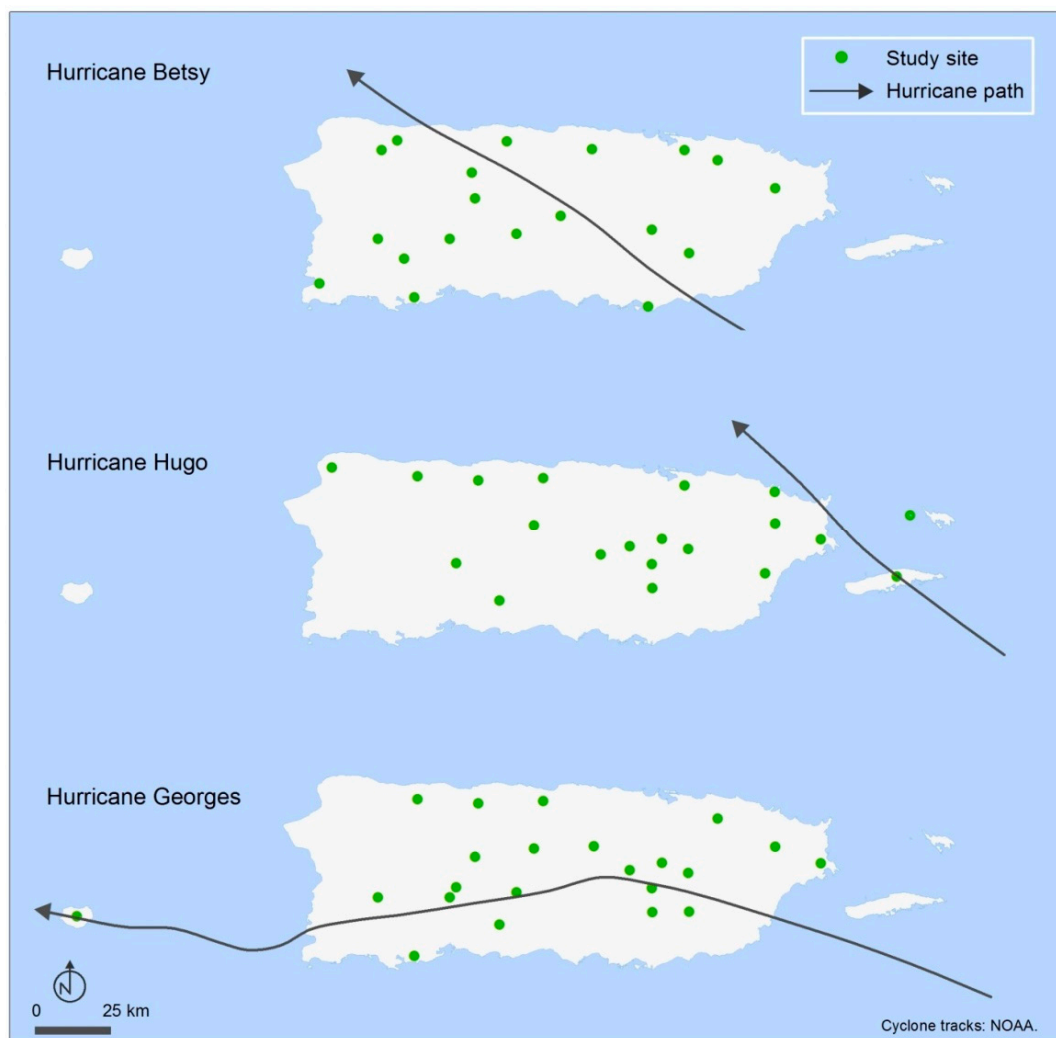 Hurricane Betsy
Study site
Hurricane path
Hurricane Hugo
Hurricane Georges
N
0 25 km
Cyclone tracks: NOAA.